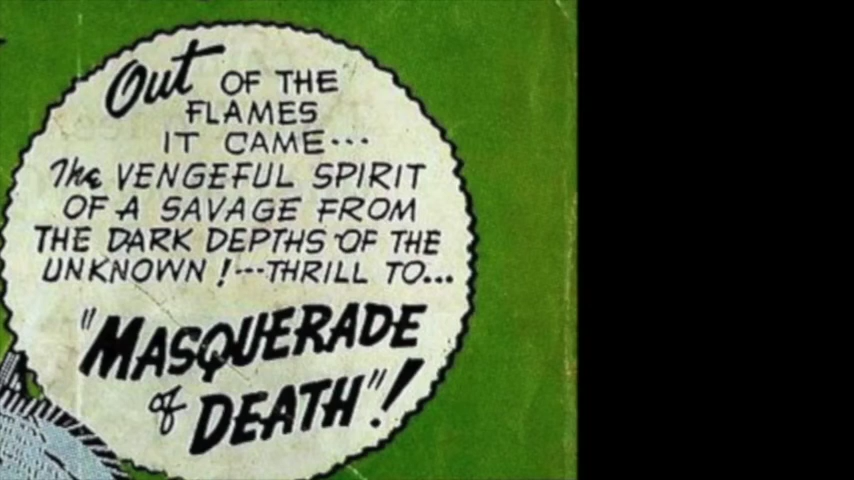 Out OF THE
FLAMES
IT CAME---
The VENGEFUL SPIRIT
OF A SAVAGE FROM
THE DARK DEPTHS OF THE
UNKNOWN!---THRILL TO...
"MASQUERADE
of DEATH"!